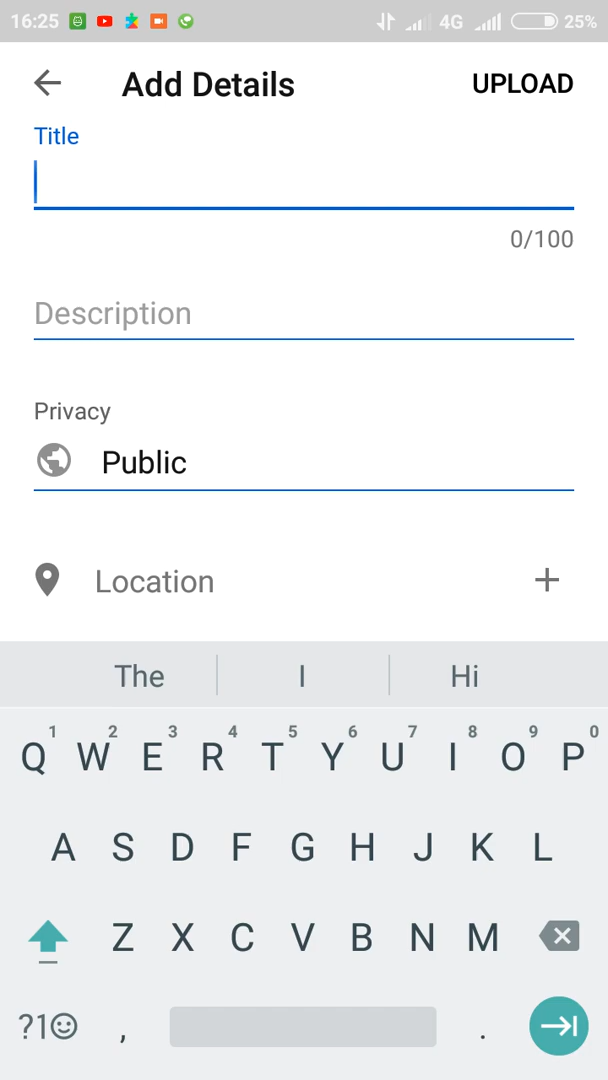 16:25 4G 25%
Add Details UPLOAD
Title
0/100
Description
Privacy
Public
Location
The I Hi
1 2 3 4 5 6 7 8 9 0
Q W E R T Y U I O P
A S D F G H J K L
Z X C V B N M
?1☺ , .